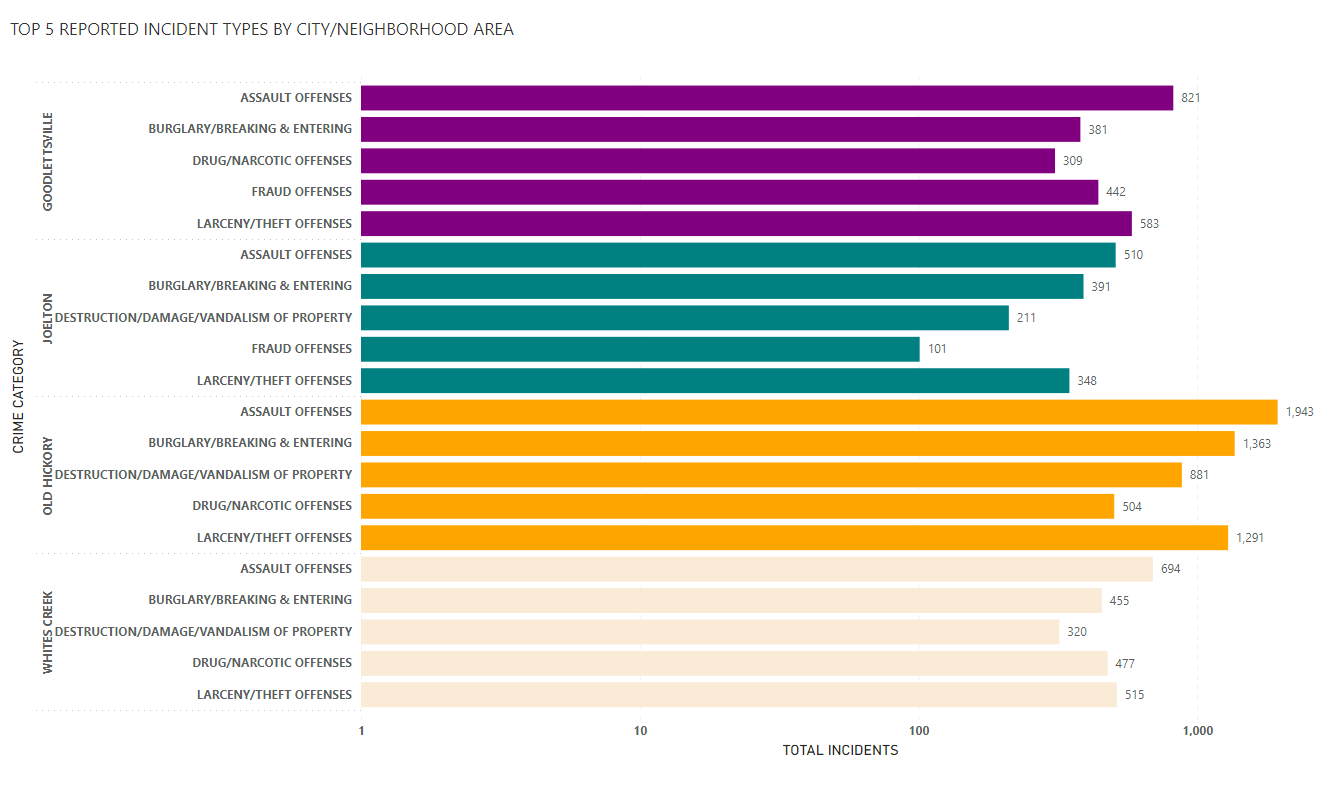 TOP 5 REPORTED INCIDENT TYPES BY CITY/NEIGHBORHOOD AREA
CRIME CATEGORY
GOODLETTSVILLE
ASSAULT OFFENSES 821
BURGLARY/BREAKING & ENTERING 381
DRUG/NARCOTIC OFFENSES 309
FRAUD OFFENSES 442
LARCENY/THEFT OFFENSES 583
JOELTON
ASSAULT OFFENSES 510
BURGLARY/BREAKING & ENTERING 391
DESTRUCTION/DAMAGE/VANDALISM OF PROPERTY 211
FRAUD OFFENSES 101
LARCENY/THEFT OFFENSES 348
OLD HICKORY
ASSAULT OFFENSES 1,943
BURGLARY/BREAKING & ENTERING 1,363
DESTRUCTION/DAMAGE/VANDALISM OF PROPERTY 881
DRUG/NARCOTIC OFFENSES 504
LARCENY/THEFT OFFENSES 1,291
WHITES CREEK
ASSAULT OFFENSES 694
BURGLARY/BREAKING & ENTERING 455
DESTRUCTION/DAMAGE/VANDALISM OF PROPERTY 320
DRUG/NARCOTIC OFFENSES 477
LARCENY/THEFT OFFENSES 515
1 10 100 1,000
TOTAL INCIDENTS